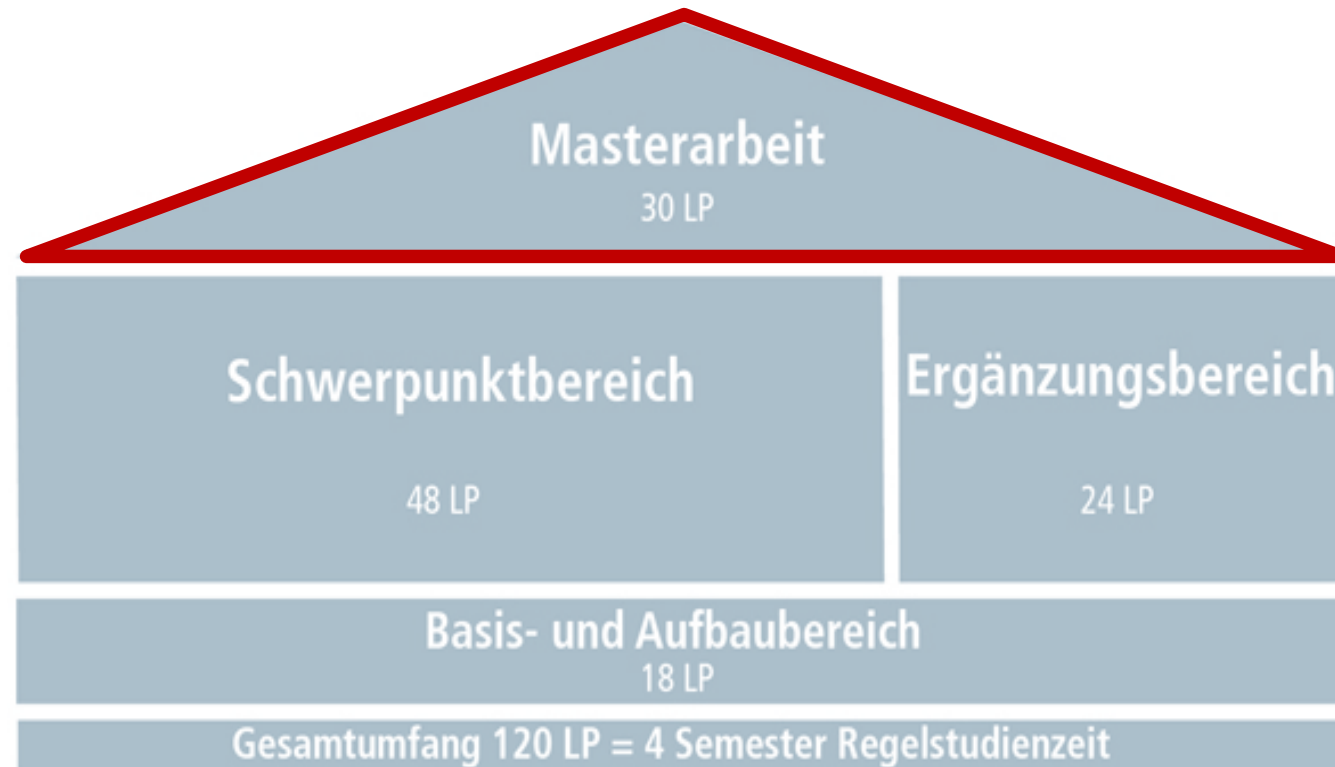 Masterarbeit
30 LP
Schwerpunktbereich
48 LP
Ergänzungsbereich
24 LP
Basis- und Aufbaubereich
18 LP
Gesamtumfang 120 LP = 4 Semester Regelstudienzeit